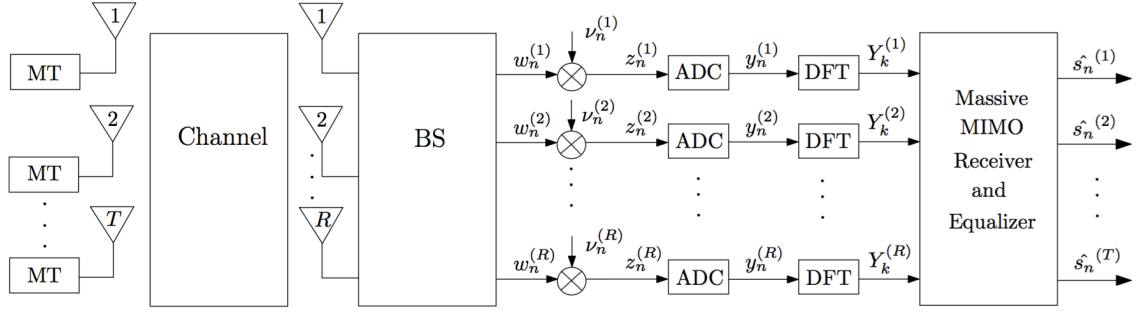 1 1 ν_n^(1)
MT w_n^(1) z_n^(1) ADC y_n^(1) DFT Y_k^(1) ŝ_n^(1)
2 2 ν_n^(2)
MT Channel BS w_n^(2) z_n^(2) ADC y_n^(2) DFT Y_k^(2) ŝ_n^(2)
Massive
MIMO
Receiver
and
Equalizer
T R ν_n^(R)
MT w_n^(R) z_n^(R) ADC y_n^(R) DFT Y_k^(R) ŝ_n^(T)